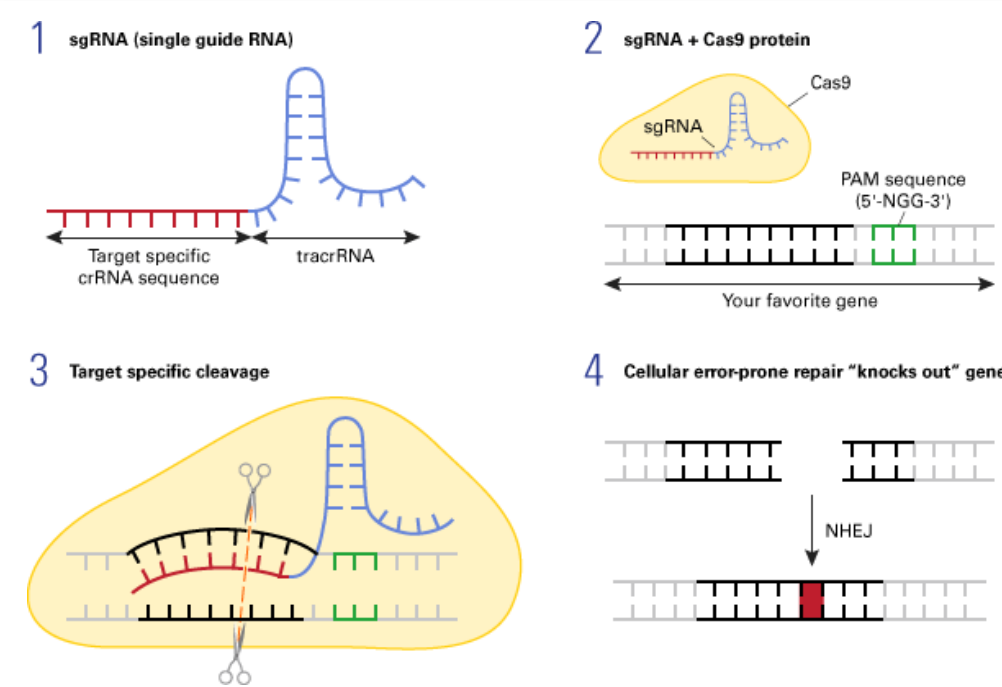 1 sgRNA (single guide RNA)
Target specific
crRNA sequence
tracrRNA
2 sgRNA + Cas9 protein
Cas9
sgRNA
PAM sequence
(5'-NGG-3')
Your favorite gene
3 Target specific cleavage
4 Cellular error-prone repair “knocks out” gene
NHEJ